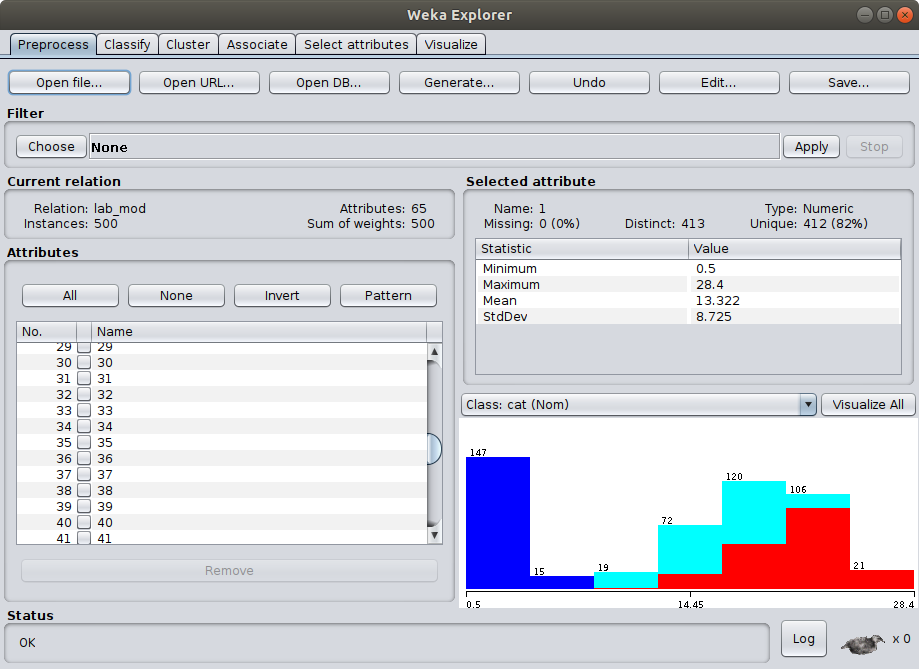 Weka Explorer
Preprocess Classify Cluster Associate Select attributes Visualize
Open file... Open URL... Open DB... Generate... Undo Edit... Save...
Filter
Choose None Apply Stop
Current relation
Relation: lab_mod Attributes: 65
Instances: 500 Sum of weights: 500
Attributes
All None Invert Pattern
No. Name
29 29
30 30
31 31
32 32
33 33
34 34
35 35
36 36
37 37
38 38
39 39
40 40
41 41
Remove
Selected attribute
Name: 1 Type: Numeric
Missing: 0 (0%) Distinct: 413 Unique: 412 (82%)
Statistic Value
Minimum 0.5
Maximum 28.4
Mean 13.322
StdDev 8.725
Class: cat (Nom) Visualize All
147
15
19
72
120
106
21
0.5 14.45 28.4
Status
OK Log x 0